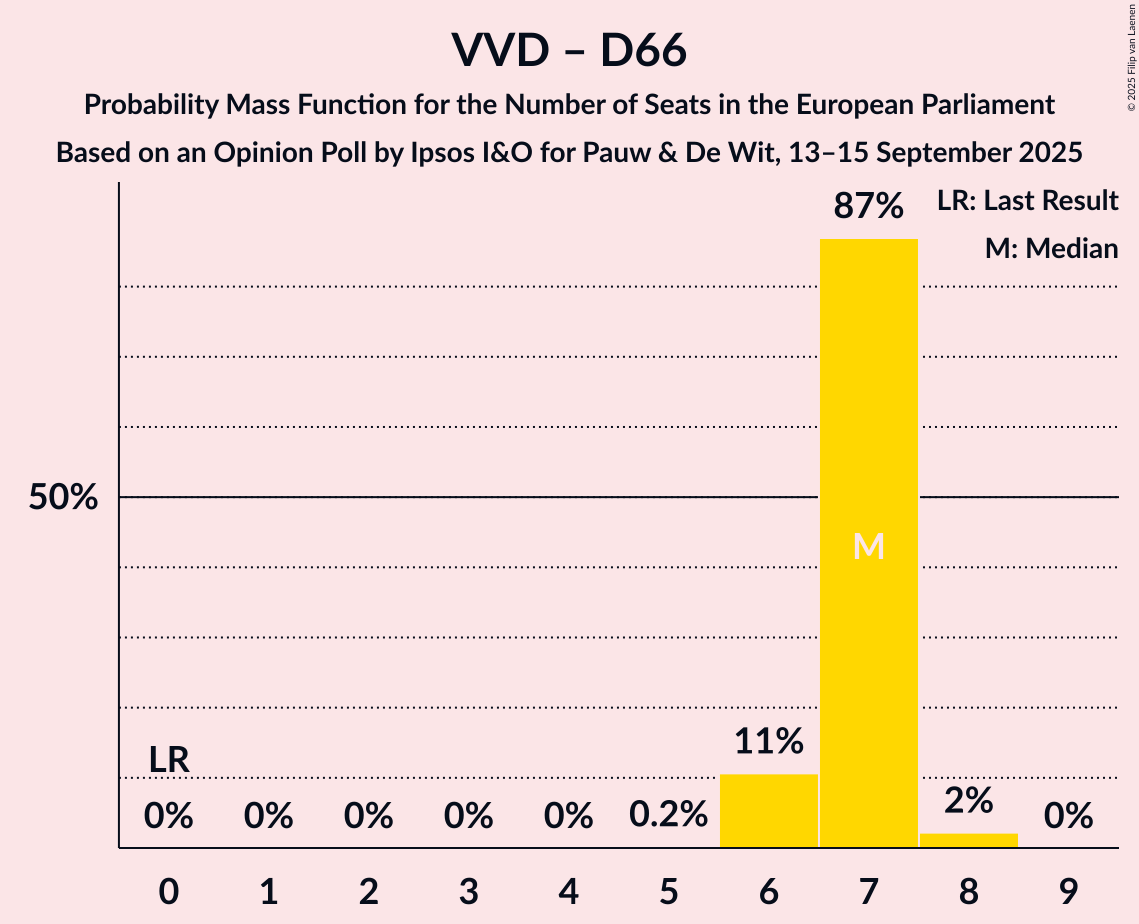 VVD – D66
Probability Mass Function for the Number of Seats in the European Parliament
Based on an Opinion Poll by Ipsos I&O for Pauw & De Wit, 13–15 September 2025
© 2025 Filip van Laenen
LR: Last Result
M: Median
87%
50%
M
11%
LR
2%
0% 0% 0% 0% 0% 0.2% 0%
0 1 2 3 4 5 6 7 8 9